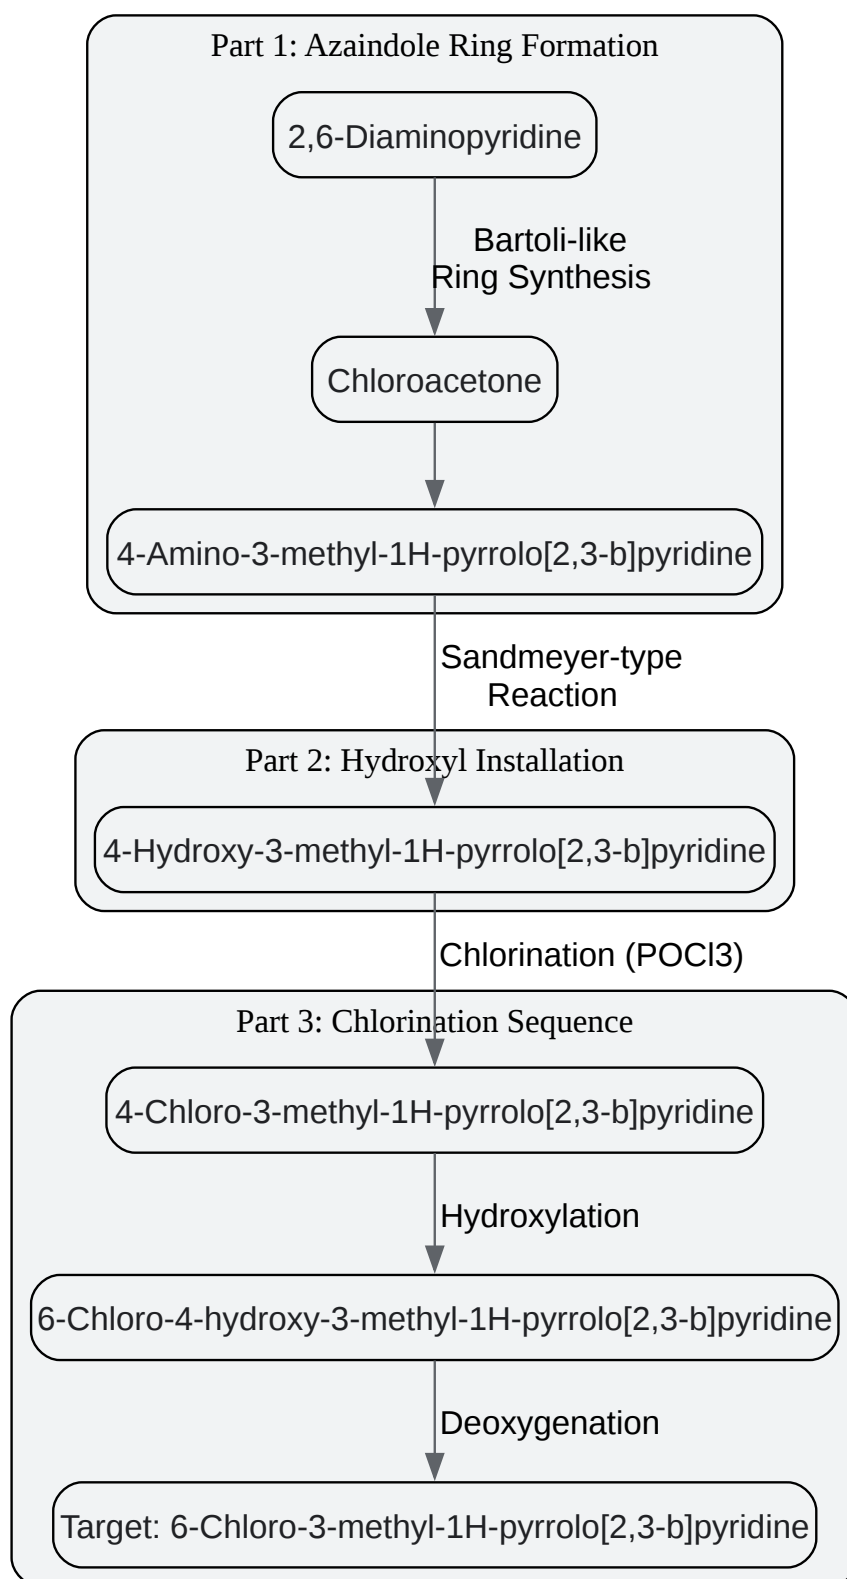 Part 1: Azaindole Ring Formation
2,6-Diaminopyridine
Bartoli-like
Ring Synthesis
Chloroacetone
4-Amino-3-methyl-1H-pyrrolo[2,3-b]pyridine
Sandmeyer-type
Reaction
Part 2: Hydroxyl Installation
4-Hydroxy-3-methyl-1H-pyrrolo[2,3-b]pyridine
Chlorination (POCl3)
Part 3: Chlorination Sequence
4-Chloro-3-methyl-1H-pyrrolo[2,3-b]pyridine
Hydroxylation
6-Chloro-4-hydroxy-3-methyl-1H-pyrrolo[2,3-b]pyridine
Deoxygenation
Target: 6-Chloro-3-methyl-1H-pyrrolo[2,3-b]pyridine